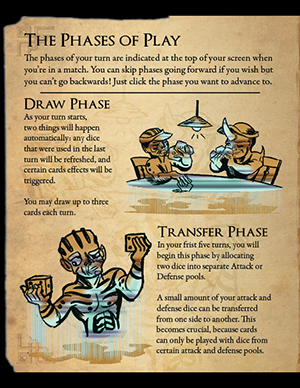 The Phases of Play
The phases of your turn are indicated at the top of your screen when
you're in a match. You can skip phases going forward if you wish but
you can't go backwards! Just click the phase you want to advance to.
Draw Phase
As your turn starts,
two things will happen
automatically: any dice
that were used in the last
turn will be refreshed, and
certain cards effects will be
triggered.
You may draw up to three
cards each turn.
Transfer Phase
In your frist five turns, you will
begin this phase by allocating
two dice into separate Attack or
Defense pools.
A small amount of your attack and
defense dice can be transferred
from one side to another. This
becomes crucial, because cards
can only be played with dice from
certain attack and defense pools.